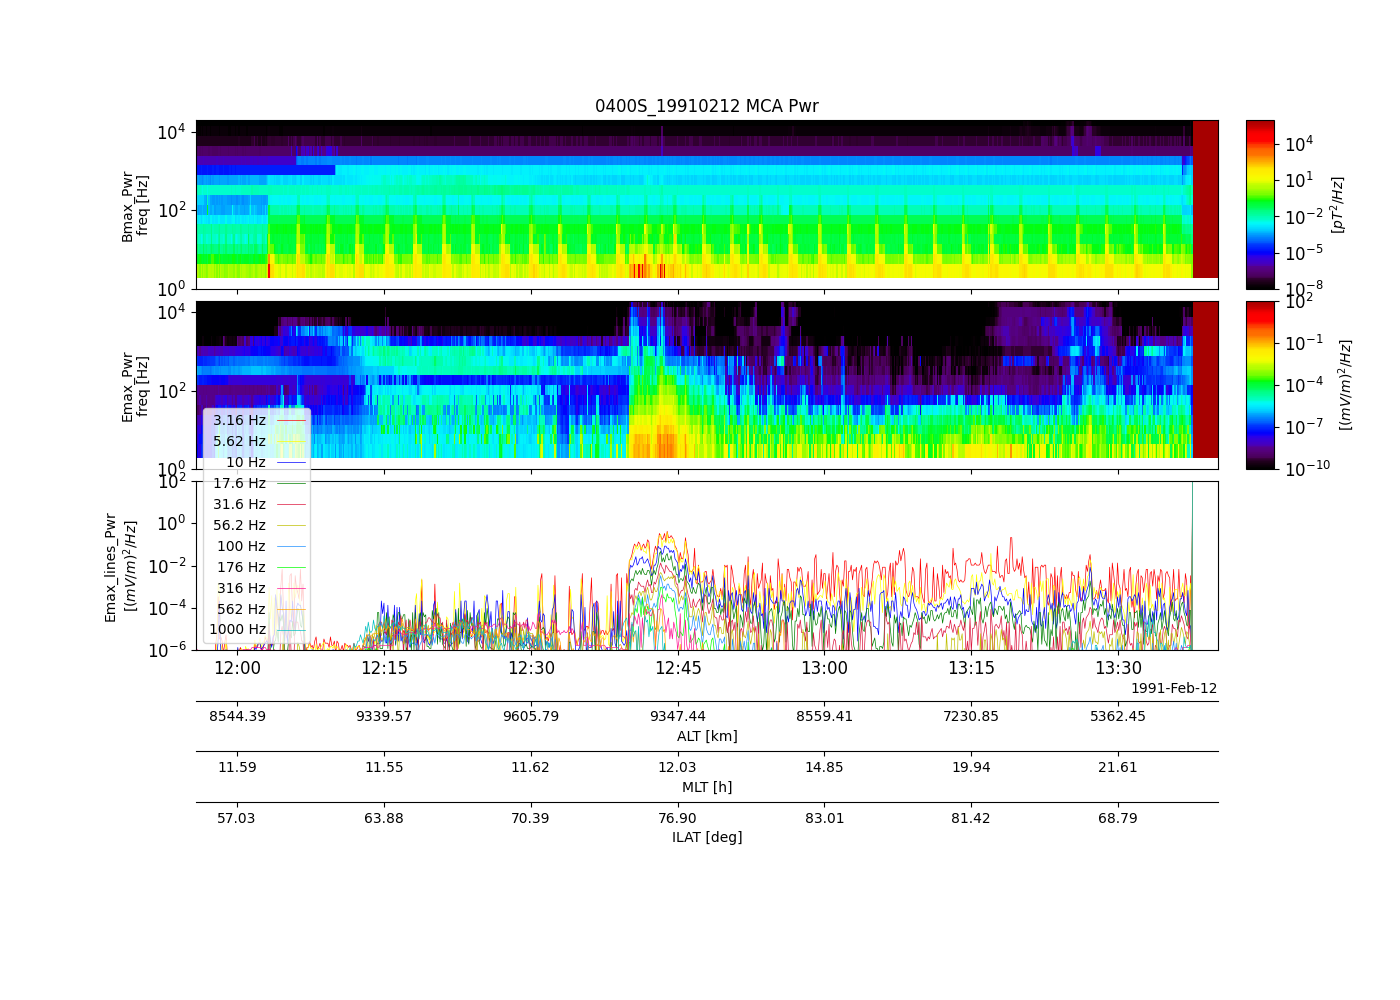 0400S_19910212 MCA Pwr
Bmax_Pwr
freq [Hz]
10^4
10^2
10^0
10^4
10^1
10^-2
10^-5
10^-8
[pT^2/Hz]
Emax_Pwr
freq [Hz]
10^4
10^2
10^0
10^2
10^-1
10^-4
10^-7
10^-10
[(mV/m)^2/Hz]
Emax_lines_Pwr
[(mV/m)^2/Hz]
10^2
10^0
10^-2
10^-4
10^-6
3.16 Hz
5.62 Hz
10 Hz
17.6 Hz
31.6 Hz
56.2 Hz
100 Hz
176 Hz
316 Hz
562 Hz
1000 Hz
12:00 12:15 12:30 12:45 13:00 13:15 13:30
1991-Feb-12
8544.39 9339.57 9605.79 9347.44 8559.41 7230.85 5362.45
ALT [km]
11.59 11.55 11.62 12.03 14.85 19.94 21.61
MLT [h]
57.03 63.88 70.39 76.90 83.01 81.42 68.79
ILAT [deg]